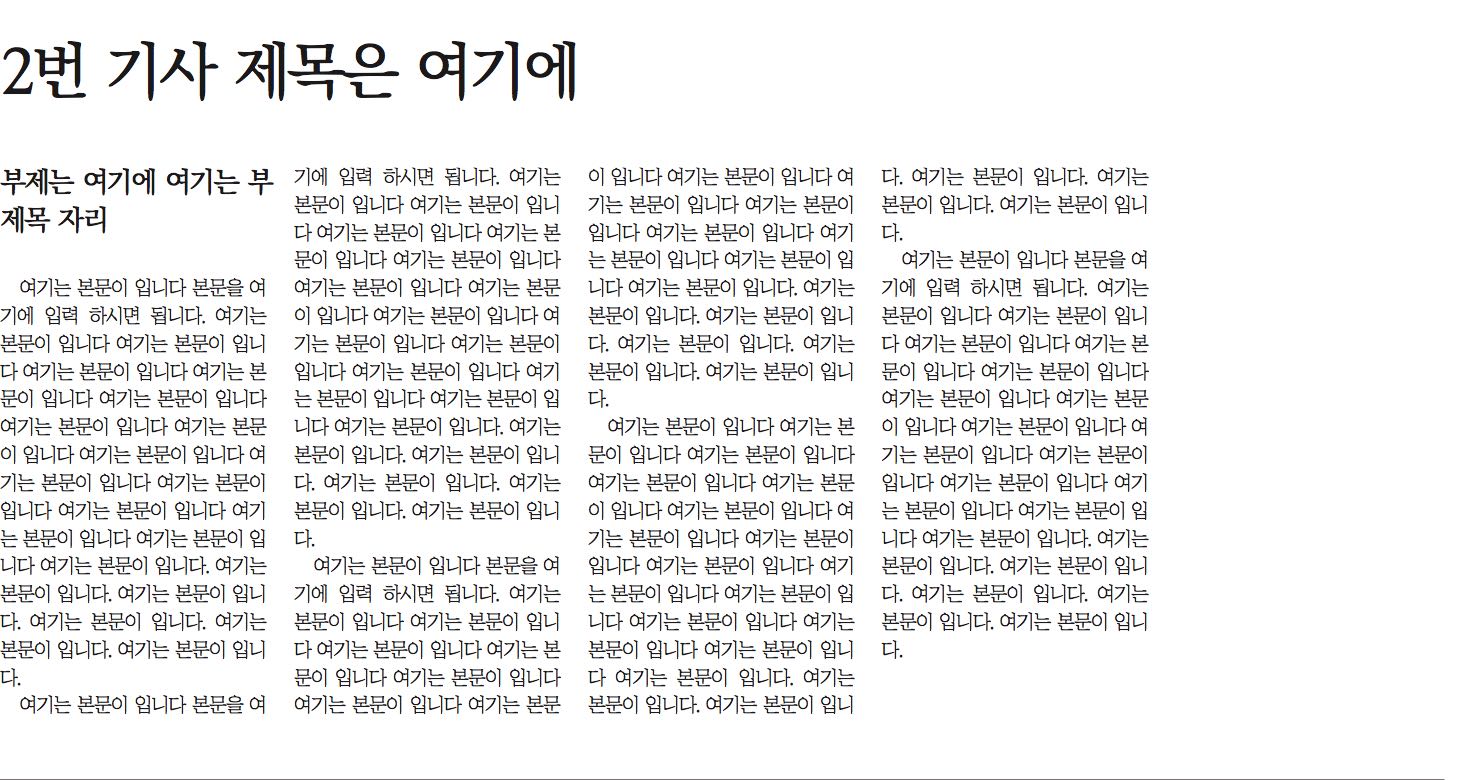 2번 기사 제목은 여기에
부제는 여기에 여기는 부
제목 자리
여기는 본문이 입니다 본문을 여
기에 입력 하시면 됩니다. 여기는
본문이 입니다 여기는 본문이 입니
다 여기는 본문이 입니다 여기는 본
문이 입니다 여기는 본문이 입니다
여기는 본문이 입니다 여기는 본문
이 입니다 여기는 본문이 입니다 여
기는 본문이 입니다 여기는 본문이
입니다 여기는 본문이 입니다 여기
는 본문이 입니다 여기는 본문이 입
니다 여기는 본문이 입니다. 여기는
본문이 입니다. 여기는 본문이 입니
다. 여기는 본문이 입니다. 여기는
본문이 입니다. 여기는 본문이 입니
다.
여기는 본문이 입니다 본문을 여
기에 입력 하시면 됩니다. 여기는
본문이 입니다 여기는 본문이 입니
다 여기는 본문이 입니다 여기는 본
문이 입니다 여기는 본문이 입니다
여기는 본문이 입니다 여기는 본문
이 입니다 여기는 본문이 입니다 여
기는 본문이 입니다 여기는 본문이
입니다 여기는 본문이 입니다 여기
는 본문이 입니다 여기는 본문이 입
니다 여기는 본문이 입니다. 여기는
본문이 입니다. 여기는 본문이 입니
다. 여기는 본문이 입니다. 여기는
본문이 입니다. 여기는 본문이 입니
다.
여기는 본문이 입니다 본문을 여
기에 입력 하시면 됩니다. 여기는
본문이 입니다 여기는 본문이 입니
다 여기는 본문이 입니다 여기는 본
문이 입니다 여기는 본문이 입니다
여기는 본문이 입니다 여기는 본문
이 입니다 여기는 본문이 입니다 여
기는 본문이 입니다 여기는 본문이
입니다 여기는 본문이 입니다 여기
는 본문이 입니다 여기는 본문이 입
니다 여기는 본문이 입니다. 여기는
본문이 입니다. 여기는 본문이 입니
다. 여기는 본문이 입니다. 여기는
본문이 입니다. 여기는 본문이 입니
다.
여기는 본문이 입니다 여기는 본
문이 입니다 여기는 본문이 입니다
여기는 본문이 입니다 여기는 본문
이 입니다 여기는 본문이 입니다 여
기는 본문이 입니다 여기는 본문이
입니다 여기는 본문이 입니다 여기
는 본문이 입니다 여기는 본문이 입
니다 여기는 본문이 입니다 여기는
본문이 입니다 여기는 본문이 입니
다 여기는 본문이 입니다. 여기는
본문이 입니다. 여기는 본문이 입니
다. 여기는 본문이 입니다. 여기는
본문이 입니다. 여기는 본문이 입니
다.
여기는 본문이 입니다 본문을 여
기에 입력 하시면 됩니다. 여기는
본문이 입니다 여기는 본문이 입니
다 여기는 본문이 입니다 여기는 본
문이 입니다 여기는 본문이 입니다
여기는 본문이 입니다 여기는 본문
이 입니다 여기는 본문이 입니다 여
기는 본문이 입니다 여기는 본문이
입니다 여기는 본문이 입니다 여기
는 본문이 입니다 여기는 본문이 입
니다 여기는 본문이 입니다. 여기는
본문이 입니다. 여기는 본문이 입니
다. 여기는 본문이 입니다. 여기는
본문이 입니다. 여기는 본문이 입니
다.